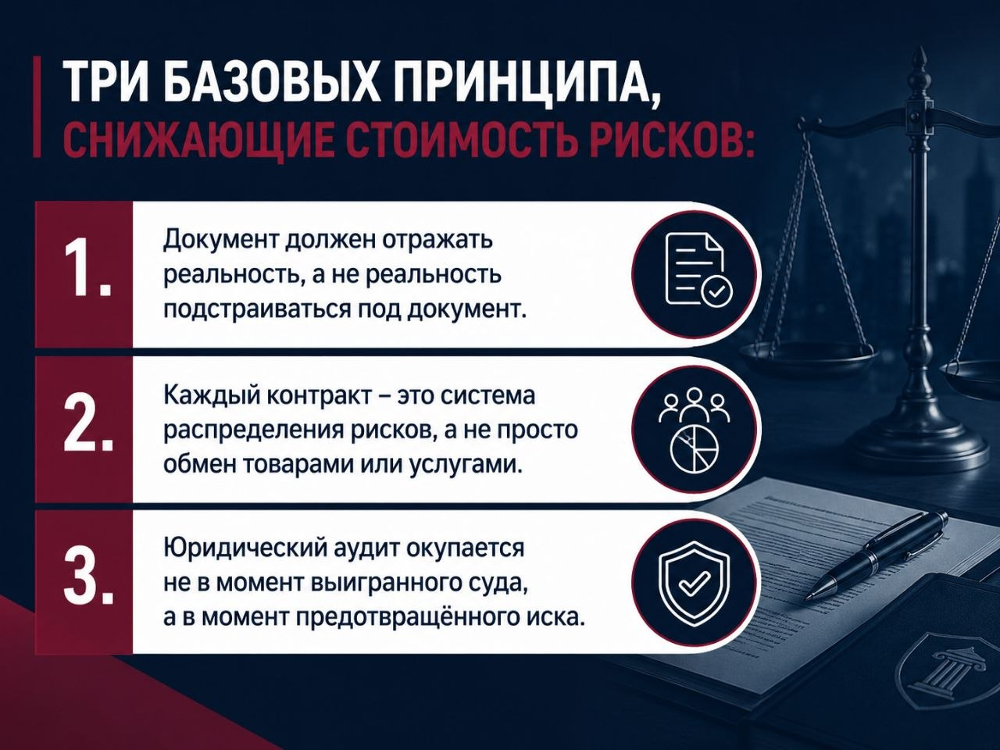 ТРИ БАЗОВЫХ ПРИНЦИПА,
СНИЖАЮЩИЕ СТОИМОСТЬ РИСКОВ:
1.
Документ должен отражать
реальность, а не реальность
подстраиваться под документ.
2.
Каждый контракт – это система
распределения рисков, а не просто
обмен товарами или услугами.
3.
Юридический аудит окупается
не в момент выигранного суда,
а в момент предотвращённого иска.